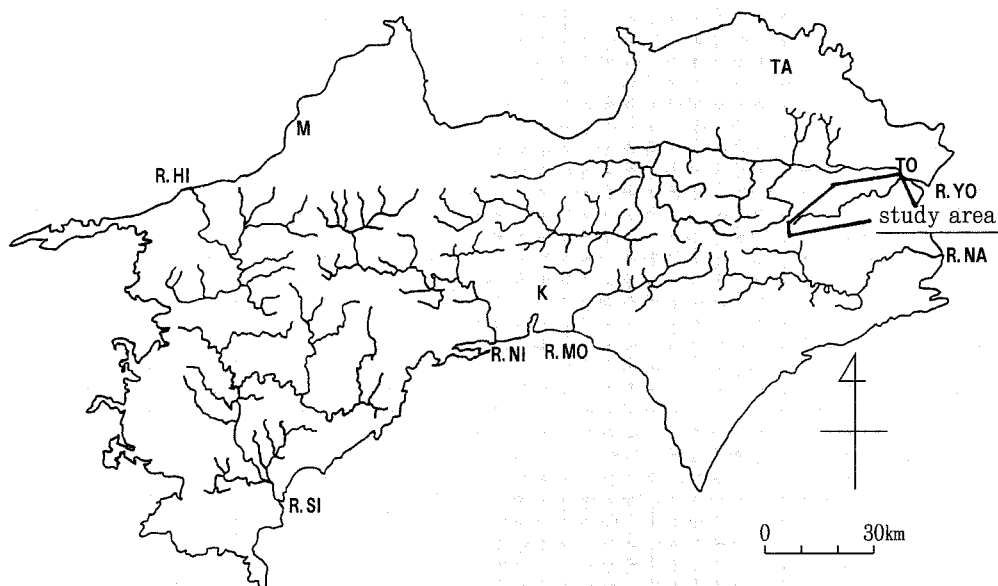 TA
M
TO
R. HI
R. YO
study area
R. NA
K
R. NI
R. MO
R. SI
0 30km